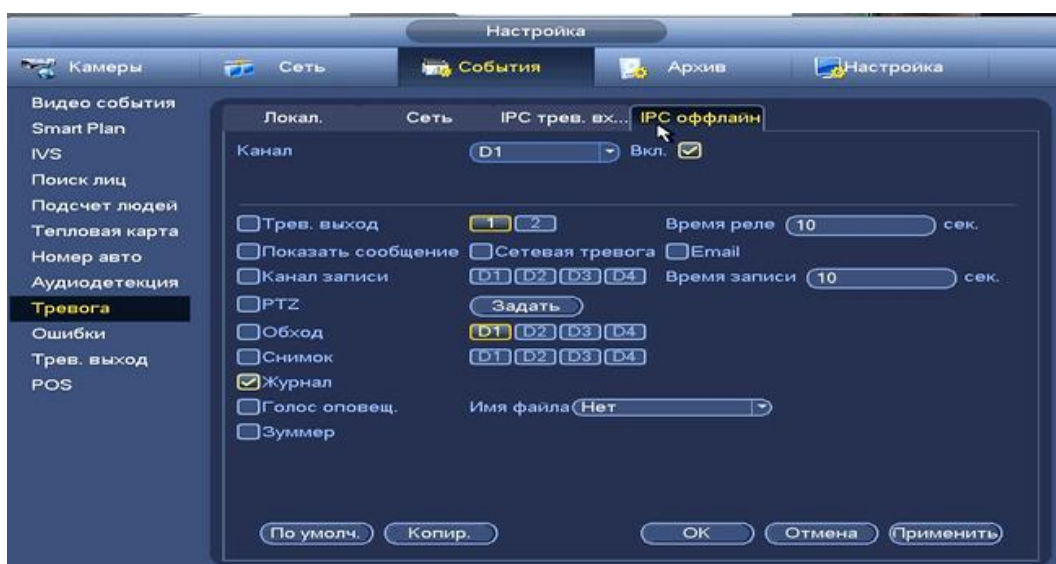 Настройка
Камеры Сеть События Архив Настройка
Видео события
Smart Plan
IVS
Поиск лиц
Подсчет людей
Тепловая карта
Номер авто
Аудиодетекция
Тревога
Ошибки
Трев. выход
POS
Локал. Сеть IPC трев. вх... IPC оффлайн
Канал D1 Вкл.
Трев. выход 1 2 Время реле 10 сек.
Показать сообщение Сетевая тревога Email
Канал записи D1 D2 D3 D4 Время записи 10 сек.
PTZ Задать
Обход D1 D2 D3 D4
Снимок D1 D2 D3 D4
Журнал
Голос оповещ. Имя файла Нет
Зуммер
По умолч. Копир. OK Отмена Применить